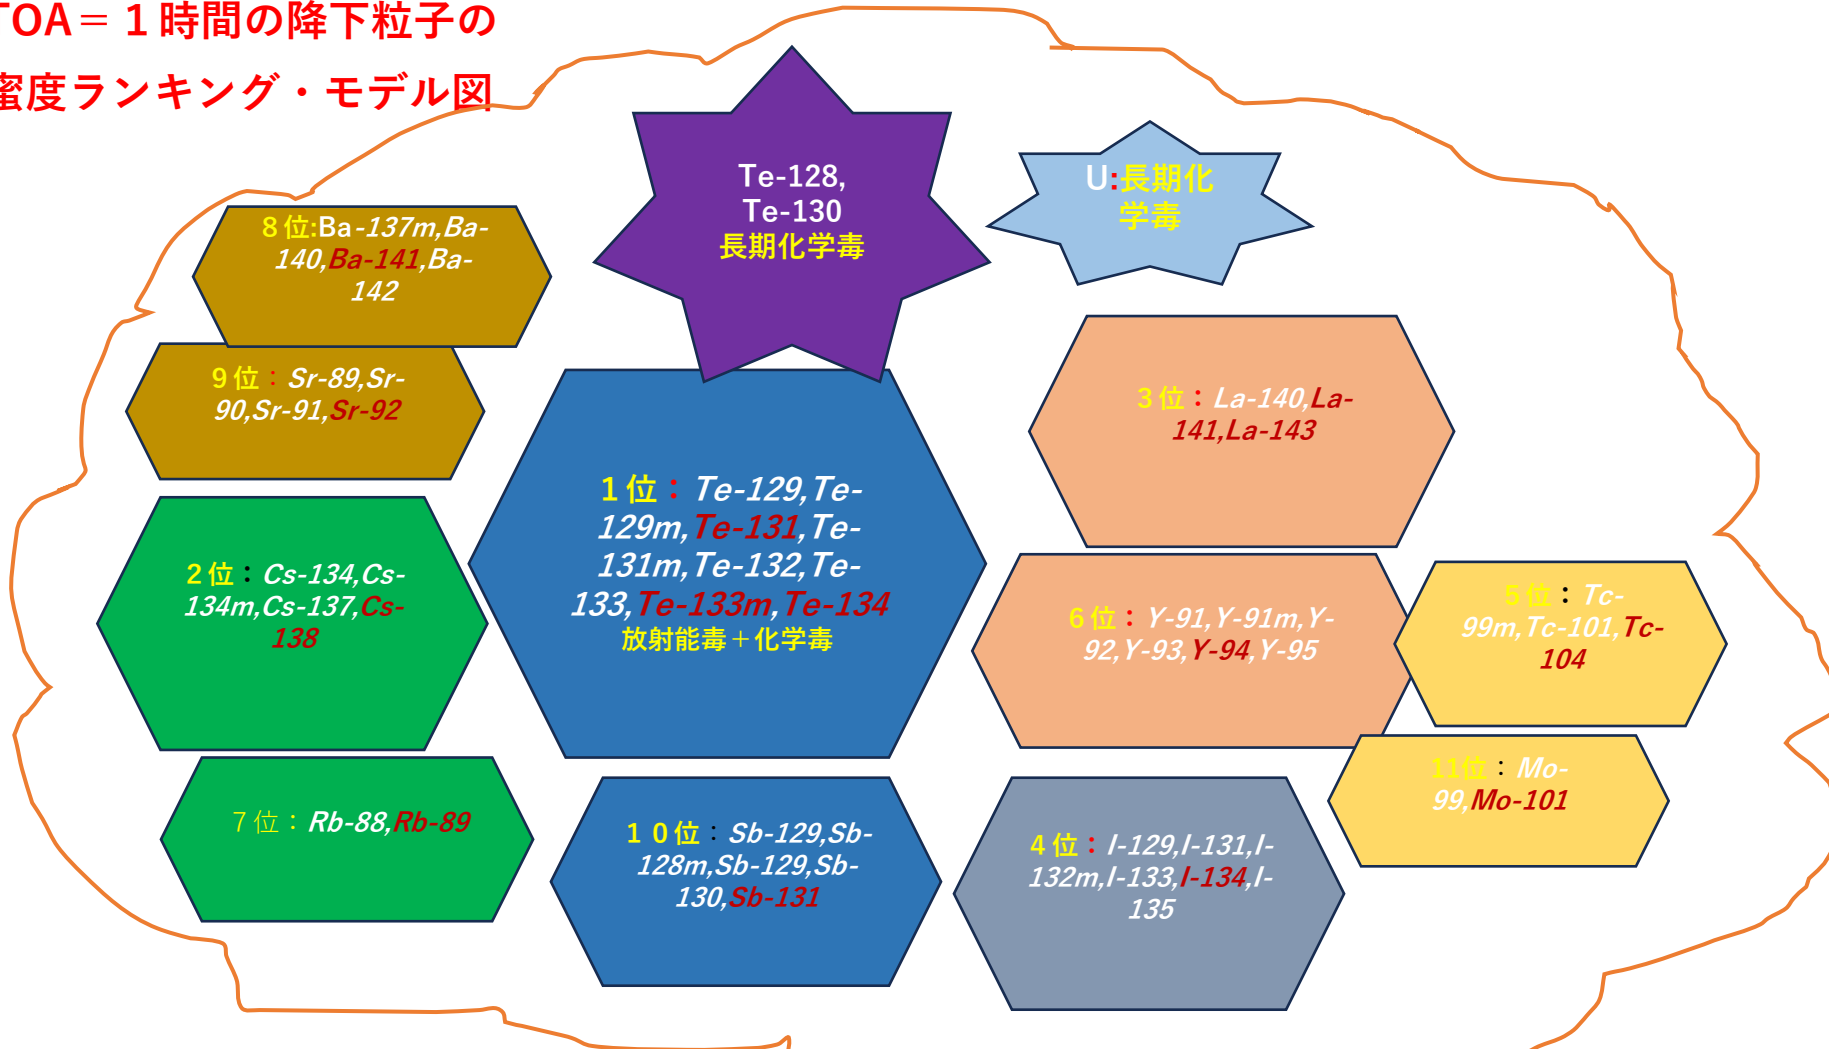 TOA＝１時間の降下粒子の
密度ランキング・モデル図
Te-128,
Te-130
長期化学毒
U:長期化
学毒
８位:Ba-137m,Ba-
140,Ba-141,Ba-
142
９位：Sr-89,Sr-
90,Sr-91,Sr-92
３位：La-140,La-
141,La-143
１位：Te-129,Te-
129m,Te-131,Te-
131m,Te-132,Te-
133,Te-133m,Te-134
放射能毒＋化学毒
２位：Cs-134,Cs-
134m,Cs-137,Cs-
138
６位：Y-91,Y-91m,Y-
92,Y-93,Y-94,Y-95
５位：Tc-
99m,Tc-101,Tc-
104
11位：Mo-
99,Mo-101
７位：Rb-88,Rb-89
１０位：Sb-129,Sb-
128m,Sb-129,Sb-
130,Sb-131
４位：I-129,I-131,I-
132m,I-133,I-134,I-
135